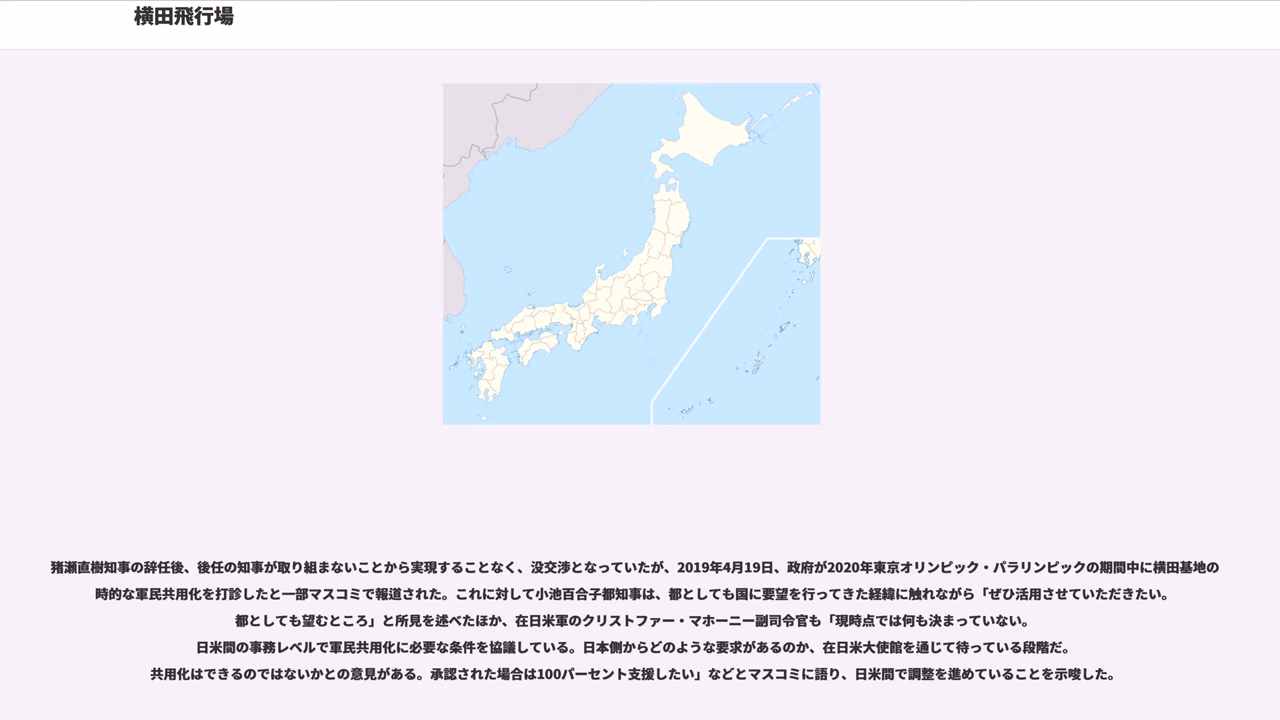 横田飛行場
猪瀬直樹知事の辞任後、後任の知事が取り組まないことから実現することなく、没交渉となっていたが、2019年4月19日、政府が2020年東京オリンピック・パラリンピックの期間中に横田基地の
時的な軍民共用化を打診したと一部マスコミで報道された。これに対して小池百合子都知事は、都としても国に要望を行ってきた経緯に触れながら「ぜひ活用させていただきたい。
都としても望むところ」と所見を述べたほか、在日米軍のクリストファー・マホーニー副司令官も「現時点では何も決まっていない。
日米間の事務レベルで軍民共用化に必要な条件を協議している。日本側からどのような要求があるのか、在日米大使館を通じて待っている段階だ。
共用化はできるのではないかとの意見がある。承認された場合は100パーセント支援したい」などとマスコミに語り、日米間で調整を進めていることを示唆した。